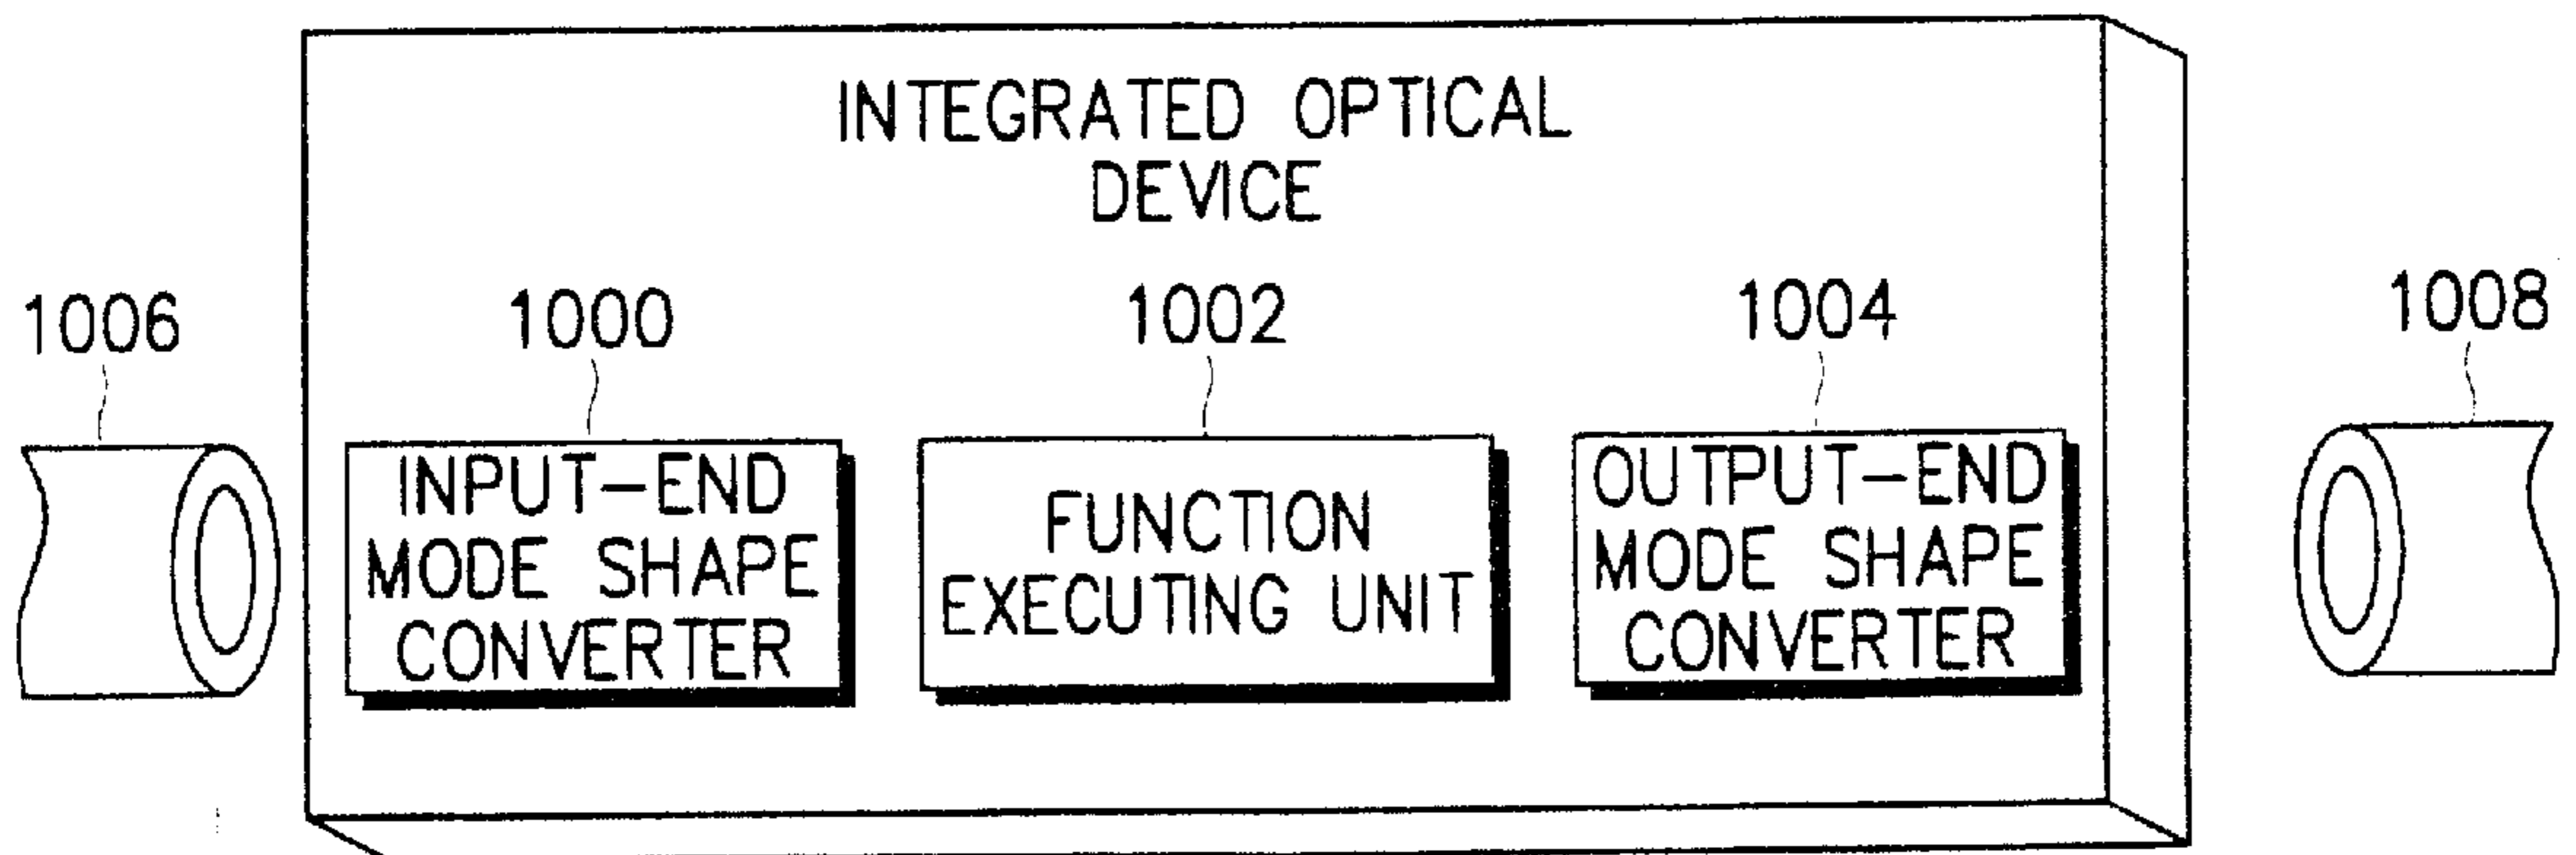 INTEGRATED OPTICAL
DEVICE
1006
1000
1002
1004
1008
INPUT-END
MODE SHAPE
CONVERTER
FUNCTION
EXECUTING UNIT
OUTPUT-END
MODE SHAPE
CONVERTER